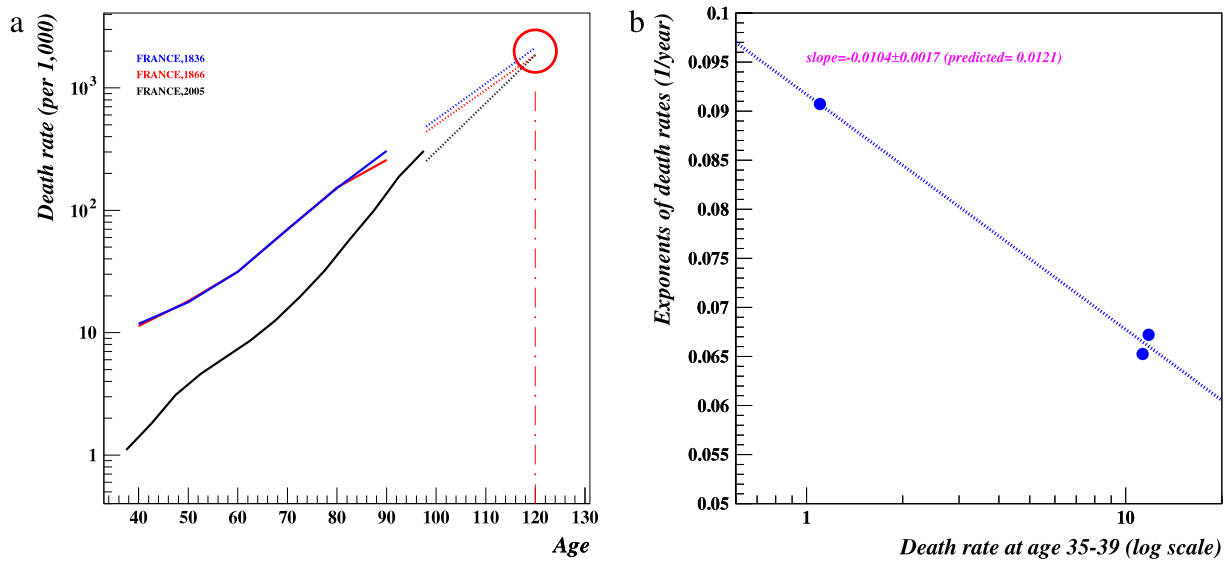 a
Death rate (per 1,000)
FRANCE,1836
FRANCE,1866
FRANCE,2005
10³
10²
10
1
40 50 60 70 80 90 100 110 120 130
Age
b
Exponents of death rates (1/year)
slope=-0.0104±0.0017 (predicted= 0.0121)
0.1
0.095
0.09
0.085
0.08
0.075
0.07
0.065
0.06
0.055
0.05
1 10
Death rate at age 35-39 (log scale)